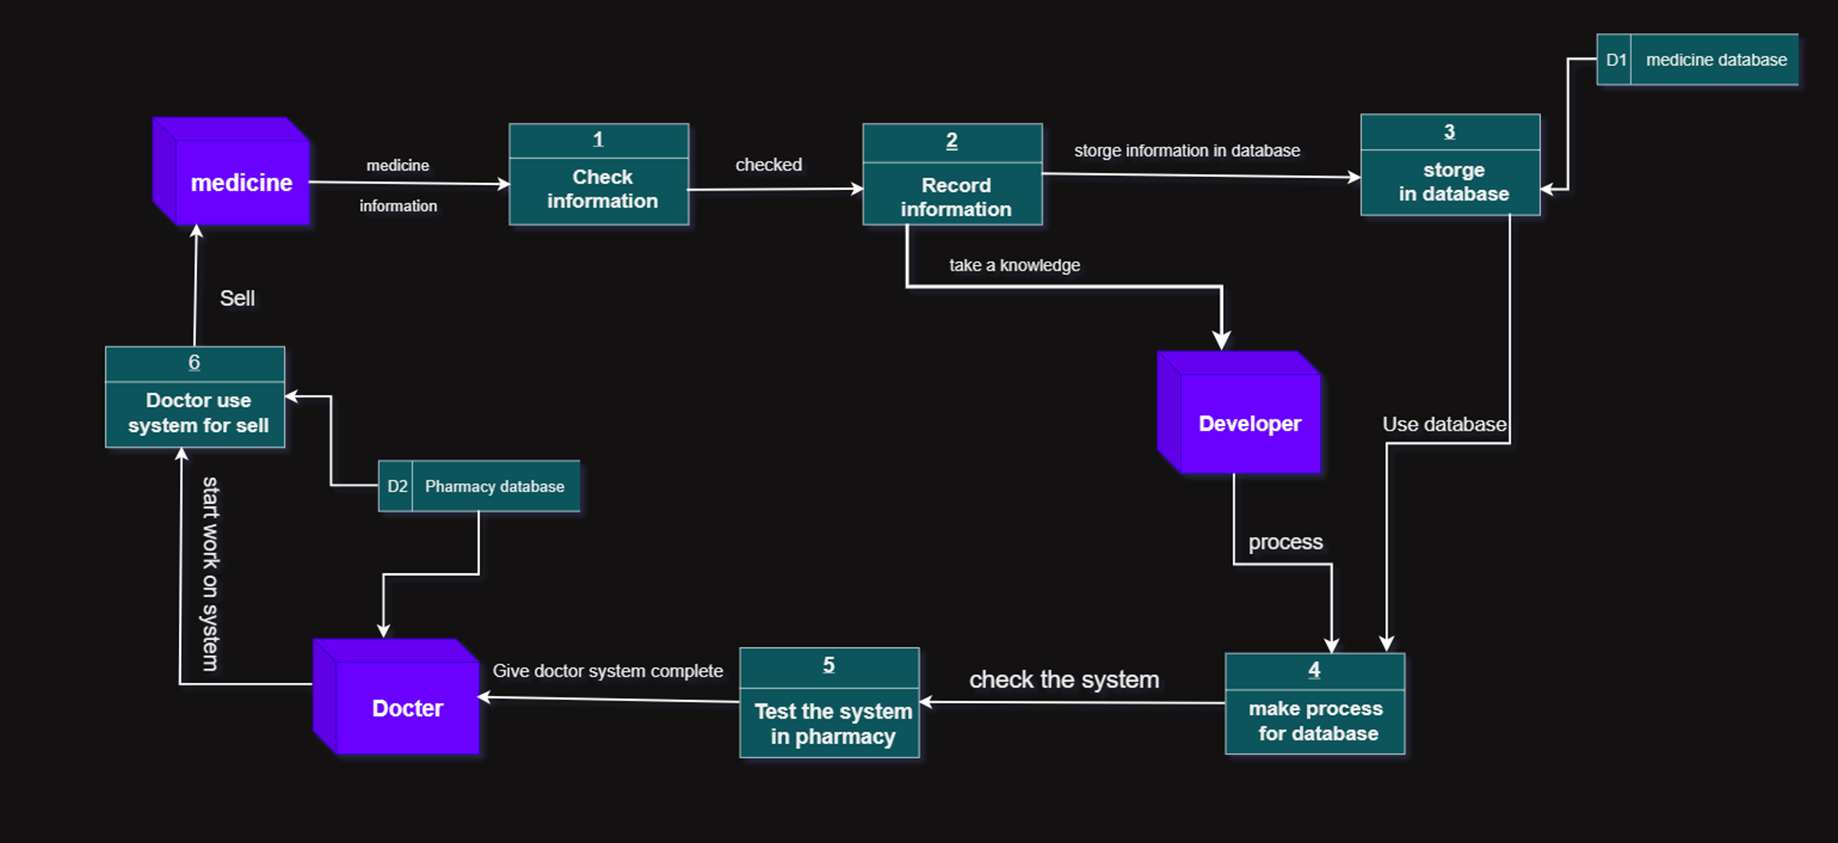 D1 medicine database
medicine
medicine
information
1
Check
information
checked
2
Record
information
storge information in database
3
storge
in database
take a knowledge
Sell
6
Doctor use
system for sell
Developer
Use database
D2 Pharmacy database
start work on system
process
Docter
Give doctor system complete
5
Test the system
in pharmacy
check the system
4
make process
for database